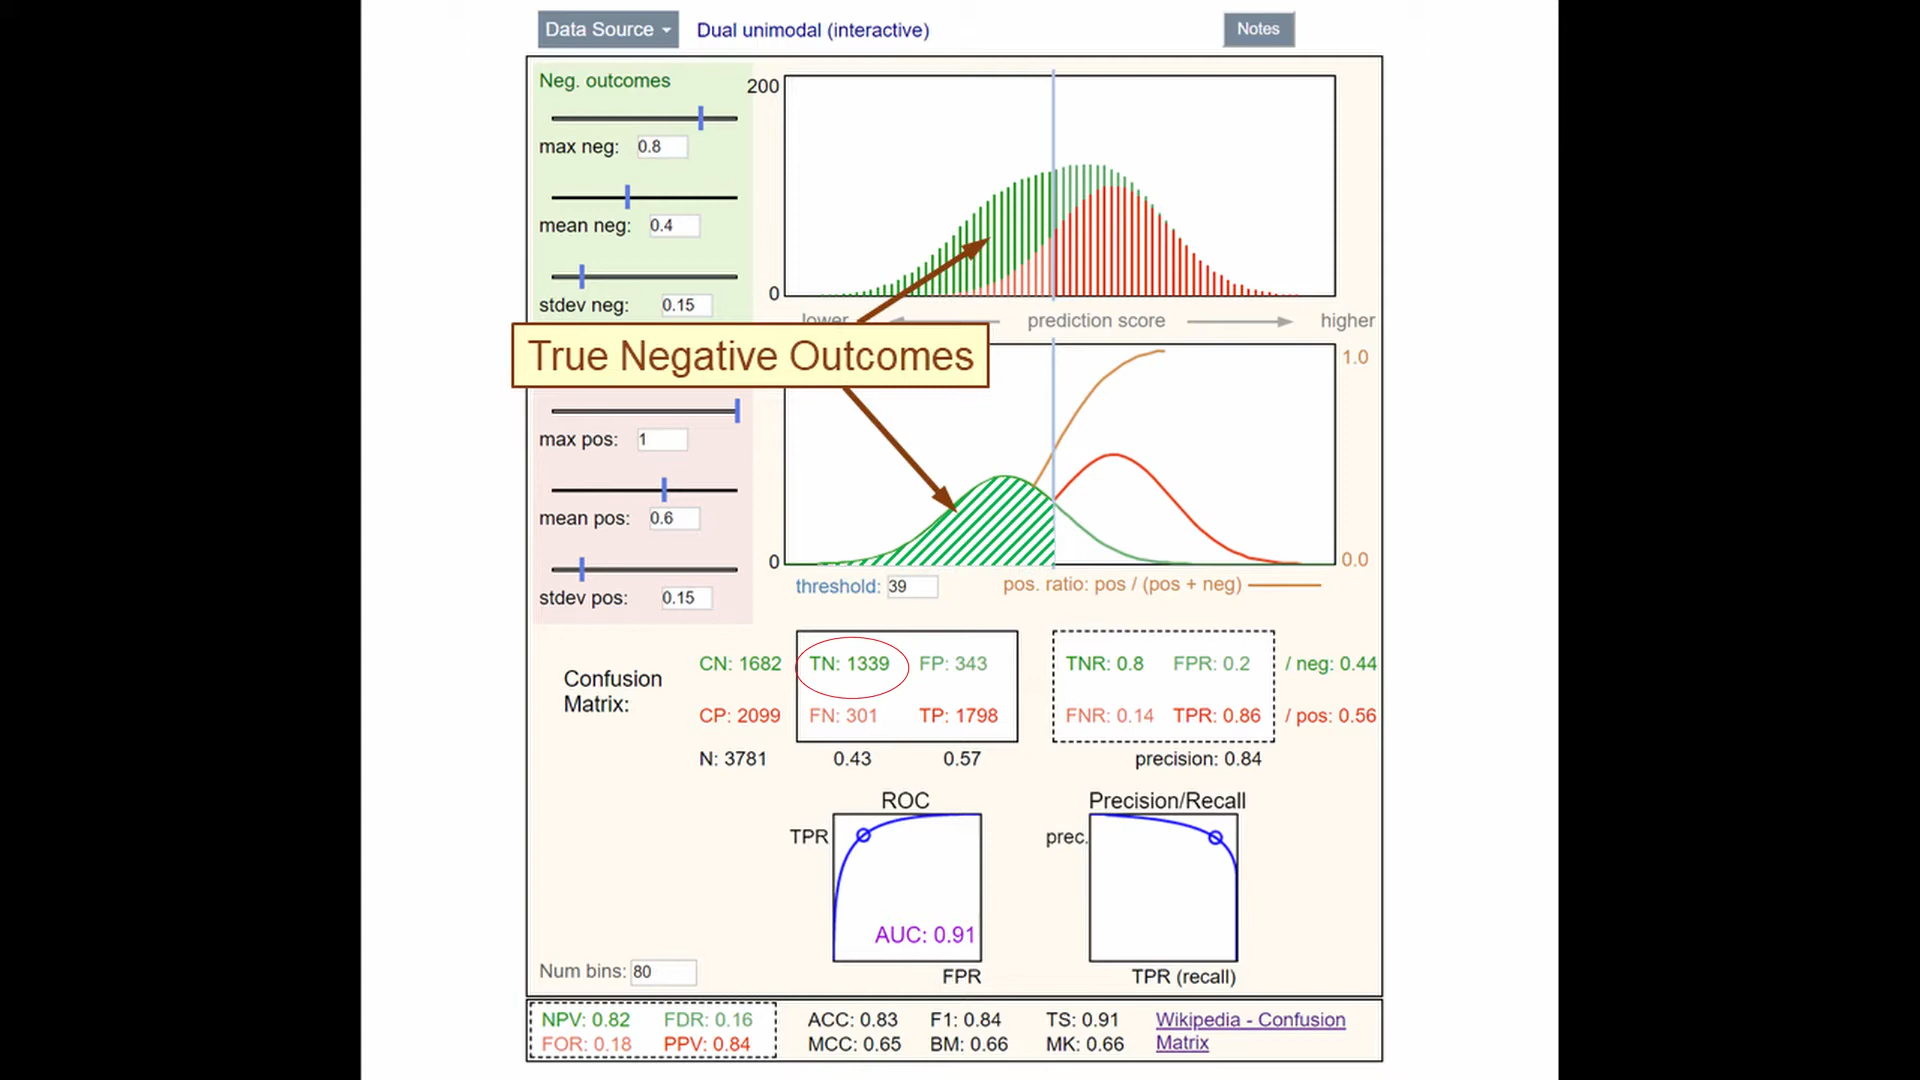 Data Source
Dual unimodal (interactive)
Notes
Neg. outcomes
max neg: 0.8
mean neg: 0.4
stdev neg: 0.15
200
0
lower
prediction score
higher
True Negative Outcomes
max pos: 1
mean pos: 0.6
stdev pos: 0.15
1.0
0
0.0
threshold: 39
pos. ratio: pos / (pos + neg)
Confusion
Matrix:
CN: 1682 TN: 1339 FP: 343 TNR: 0.8 FPR: 0.2 / neg: 0.44
CP: 2099 FN: 301 TP: 1798 FNR: 0.14 TPR: 0.86 / pos: 0.56
N: 3781 0.43 0.57 precision: 0.84
ROC
TPR
AUC: 0.91
FPR
Precision/Recall
prec.
TPR (recall)
Num bins: 80
NPV: 0.82 FDR: 0.16 ACC: 0.83 F1: 0.84 TS: 0.91 Wikipedia - Confusion
FOR: 0.18 PPV: 0.84 MCC: 0.65 BM: 0.66 MK: 0.66 Matrix